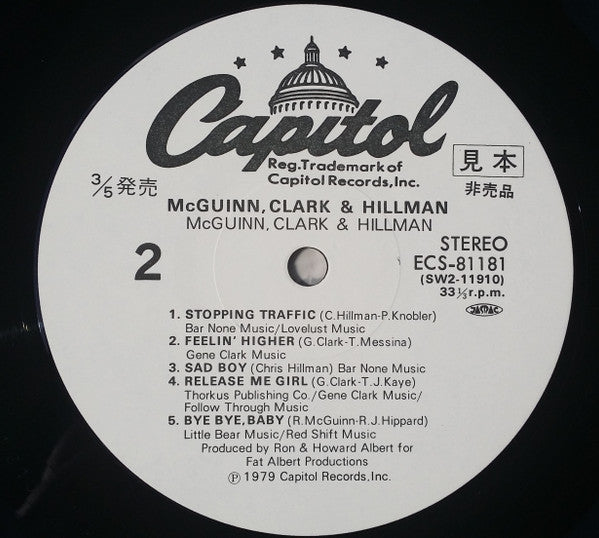 Capitol
Reg.Trademark of
Capitol Records,Inc.
3/5 発売
見本
非売品
McGUINN, CLARK & HILLMAN
McGUINN, CLARK & HILLMAN
2
STEREO
ECS-81181
(SW2-11910)
33⅓r.p.m.
JASRAC
1. STOPPING TRAFFIC (C.Hillman-P.Knobler)
Bar None Music/Lovelust Music
2. FEELIN' HIGHER (G.Clark-T.Messina)
Gene Clark Music
3. SAD BOY (Chris Hillman) Bar None Music
4. RELEASE ME GIRL (G.Clark-T.J.Kaye)
Thorkus Publishing Co./Gene Clark Music/
Follow Through Music
5. BYE BYE, BABY (R.McGuinn-R.J.Hippard)
Little Bear Music/Red Shift Music
Produced by Ron & Howard Albert for
Fat Albert Productions
Ⓟ 1979 Capitol Records, Inc.